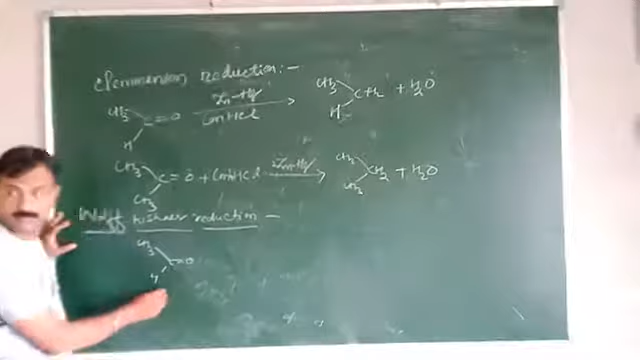 Clemmenson reduction:-
CH3 Zn-Hg CH3
C=O ConHCl → CH2 + H2O
H H
CH3 CH3
C=O + ConHCl Zn-Hg → CH2 + H2O
CH3 CH3
Wolff kishner reduction -
CH3
C=O
H